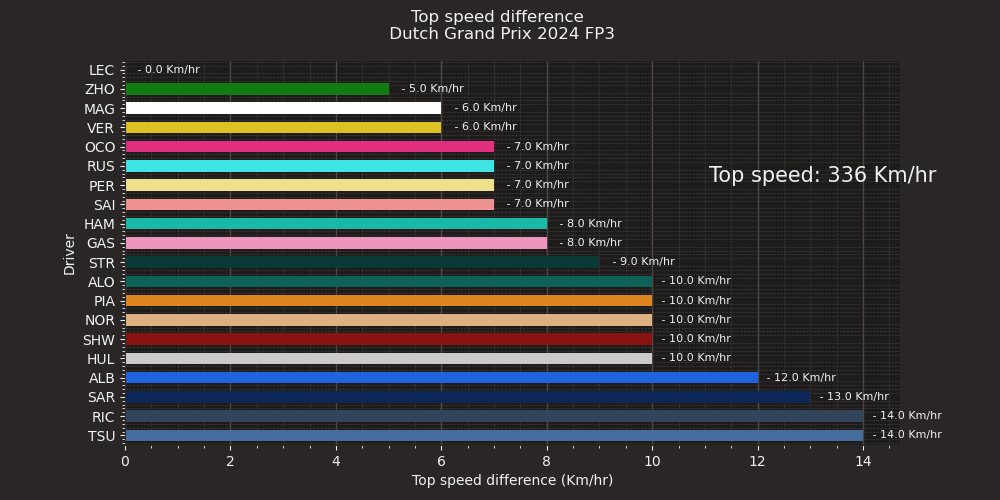 Top speed difference
Dutch Grand Prix 2024 FP3
LEC - 0.0 Km/hr
ZHO - 5.0 Km/hr
MAG - 6.0 Km/hr
VER - 6.0 Km/hr
OCO - 7.0 Km/hr
RUS - 7.0 Km/hr
Top speed: 336 Km/hr
PER - 7.0 Km/hr
SAI - 7.0 Km/hr
HAM - 8.0 Km/hr
GAS - 8.0 Km/hr
Driver
STR - 9.0 Km/hr
ALO - 10.0 Km/hr
PIA - 10.0 Km/hr
NOR - 10.0 Km/hr
SHW - 10.0 Km/hr
HUL - 10.0 Km/hr
ALB - 12.0 Km/hr
SAR - 13.0 Km/hr
RIC - 14.0 Km/hr
TSU - 14.0 Km/hr
0 2 4 6 8 10 12 14
Top speed difference (Km/hr)